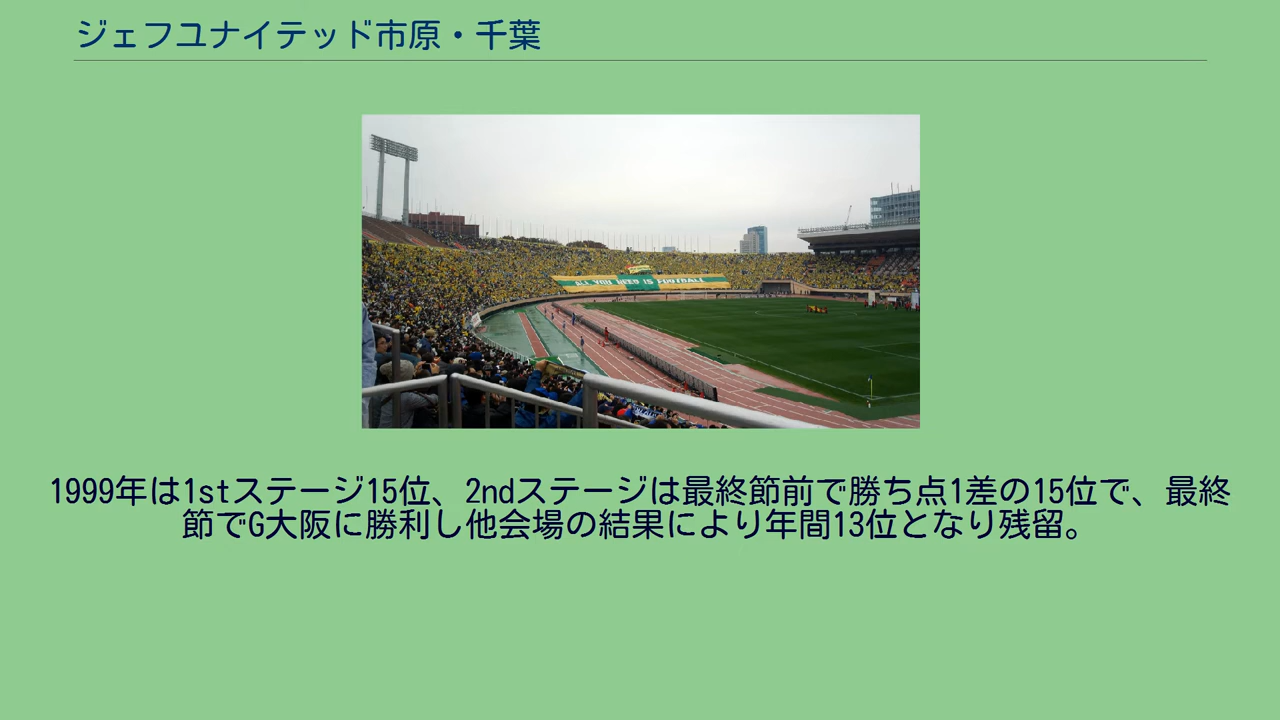 ジェフユナイテッド市原・千葉
ALL YOU NEED IS FOOTBALL
1999年は1stステージ15位、2ndステージは最終節前で勝ち点1差の15位で、最終
節でG大阪に勝利し他会場の結果により年間13位となり残留。